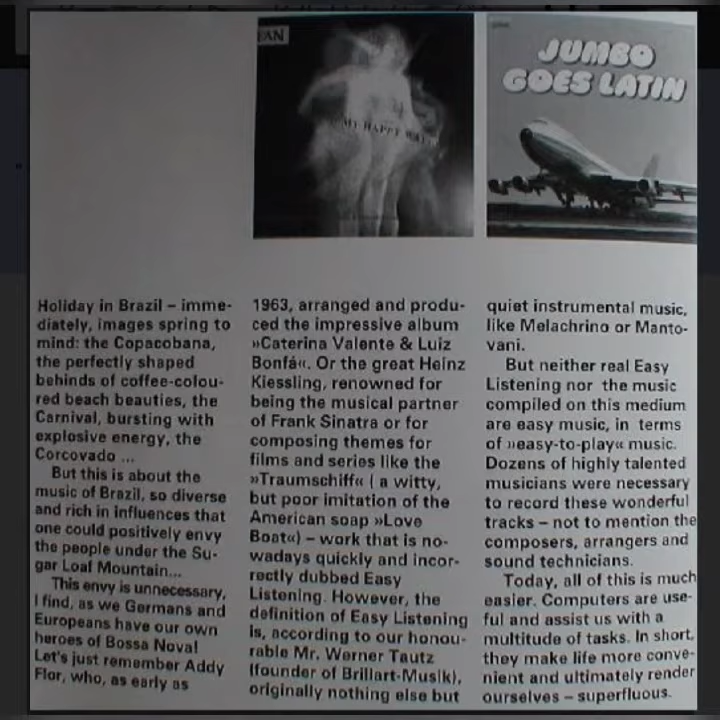 FAN
MY HAPPY
JUMBO
GOES LATIN
Holiday in Brazil – imme-
diately, images spring to
mind: the Copacobana,
the perfectly shaped
behinds of coffee-colou-
red beach beauties, the
Carnival, bursting with
explosive energy, the
Corcovado ...
But this is about the
music of Brazil, so diverse
and rich in influences that
one could positively envy
the people under the Su-
gar Loaf Mountain...
This envy is unnecessary,
I find, as we Germans and
Europeans have our own
heroes of Bossa Nova!
Let's just remember Addy
Flor, who, as early as
1963, arranged and produ-
ced the impressive album
»Caterina Valente & Luiz
Bonfá«. Or the great Heinz
Kiessling, renowned for
being the musical partner
of Frank Sinatra or for
composing themes for
films and series like the
»Traumschiff« ( a witty,
but poor imitation of the
American soap »Love
Boat«) – work that is no-
wadays quickly and incor-
rectly dubbed Easy
Listening. However, the
definition of Easy Listening
is, according to our honou-
rable Mr. Werner Tautz
(founder of Brillart-Musik),
originally nothing else but
quiet instrumental music,
like Melachrino or Manto-
vani.
But neither real Easy
Listening nor the music
compiled on this medium
are easy music, in terms
of »easy-to-play« music.
Dozens of highly talented
musicians were necessary
to record these wonderful
tracks – not to mention the
composers, arrangers and
sound technicians.
Today, all of this is much
easier. Computers are use-
ful and assist us with a
multitude of tasks. In short,
they make life more conve-
nient and ultimately render
ourselves – superfluous.